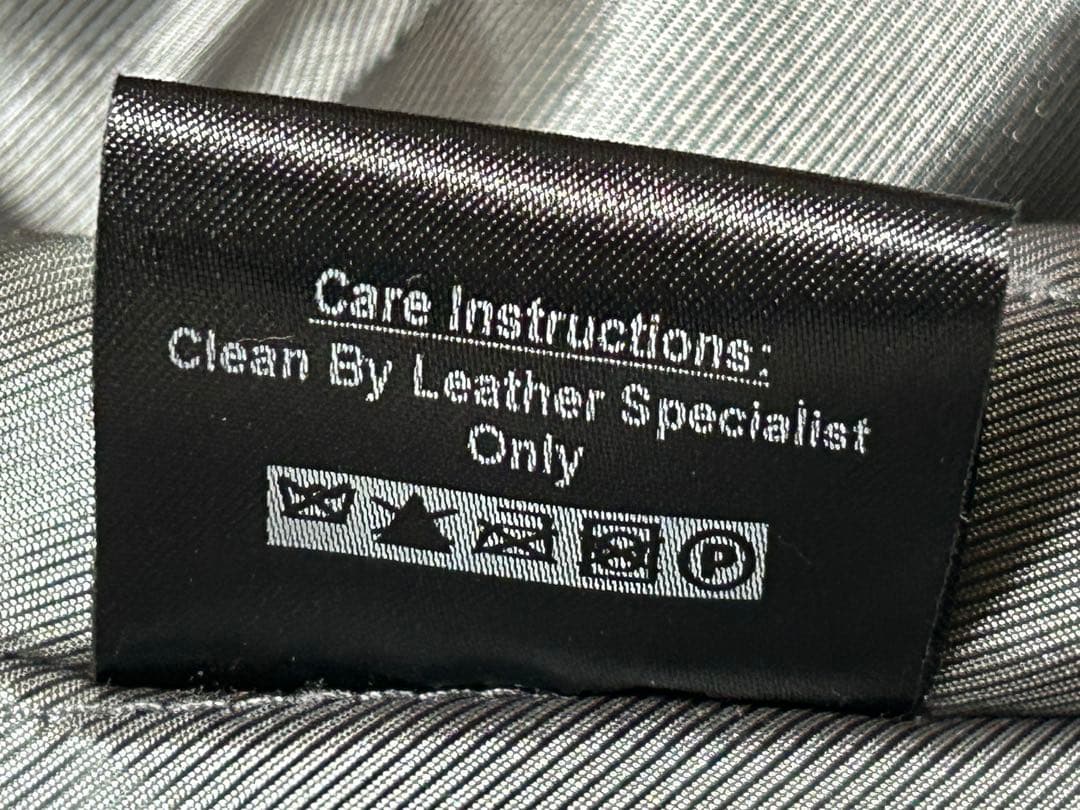 Care Instructions:
Clean By Leather Specialist
Only
P